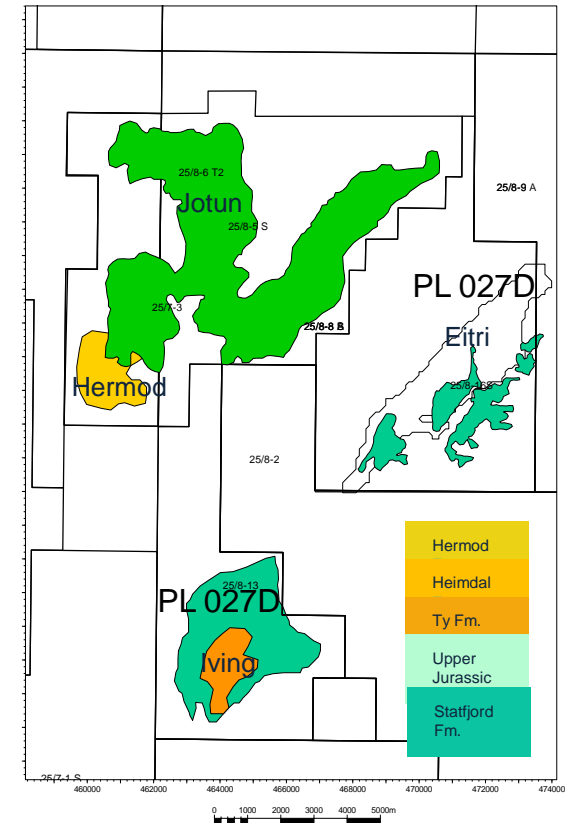 25/8-6 T2
25/8-9 A
Jotun
25/8-5 S
PL 027D
25/7-3
Eitri
Hermod
25/8-16S
25/8-2
Hermod
Heimdal
25/8-13
PL 027D
Ty Fm.
Iving
Upper
Jurassic
Statfjord
Fm.
25/7-1 S
460000 462000 464000 466000 468000 470000 472000 474000
0 1000 2000 3000 4000 5000m